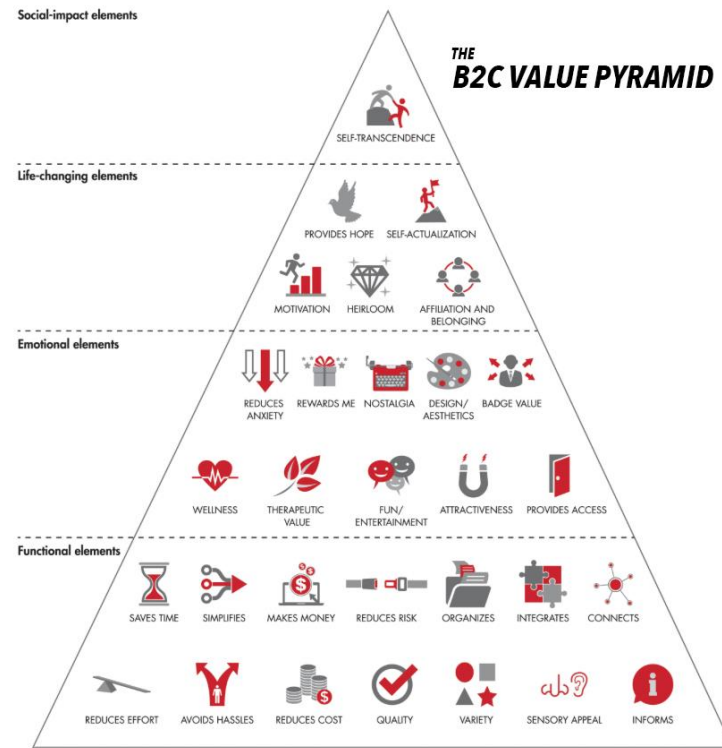 Social-impact elements
THE
B2C VALUE PYRAMID
SELF-TRANSCENDENCE
Life-changing elements
PROVIDES HOPE
SELF-ACTUALIZATION
MOTIVATION
HEIRLOOM
AFFILIATION AND
BELONGING
Emotional elements
REDUCES
ANXIETY
REWARDS ME
NOSTALGIA
DESIGN/
AESTHETICS
BADGE VALUE
WELLNESS
THERAPEUTIC
VALUE
FUN/
ENTERTAINMENT
ATTRACTIVENESS
PROVIDES ACCESS
Functional elements
SAVES TIME
SIMPLIFIES
MAKES MONEY
REDUCES RISK
ORGANIZES
INTEGRATES
CONNECTS
REDUCES EFFORT
AVOIDS HASSLES
REDUCES COST
QUALITY
VARIETY
SENSORY APPEAL
INFORMS